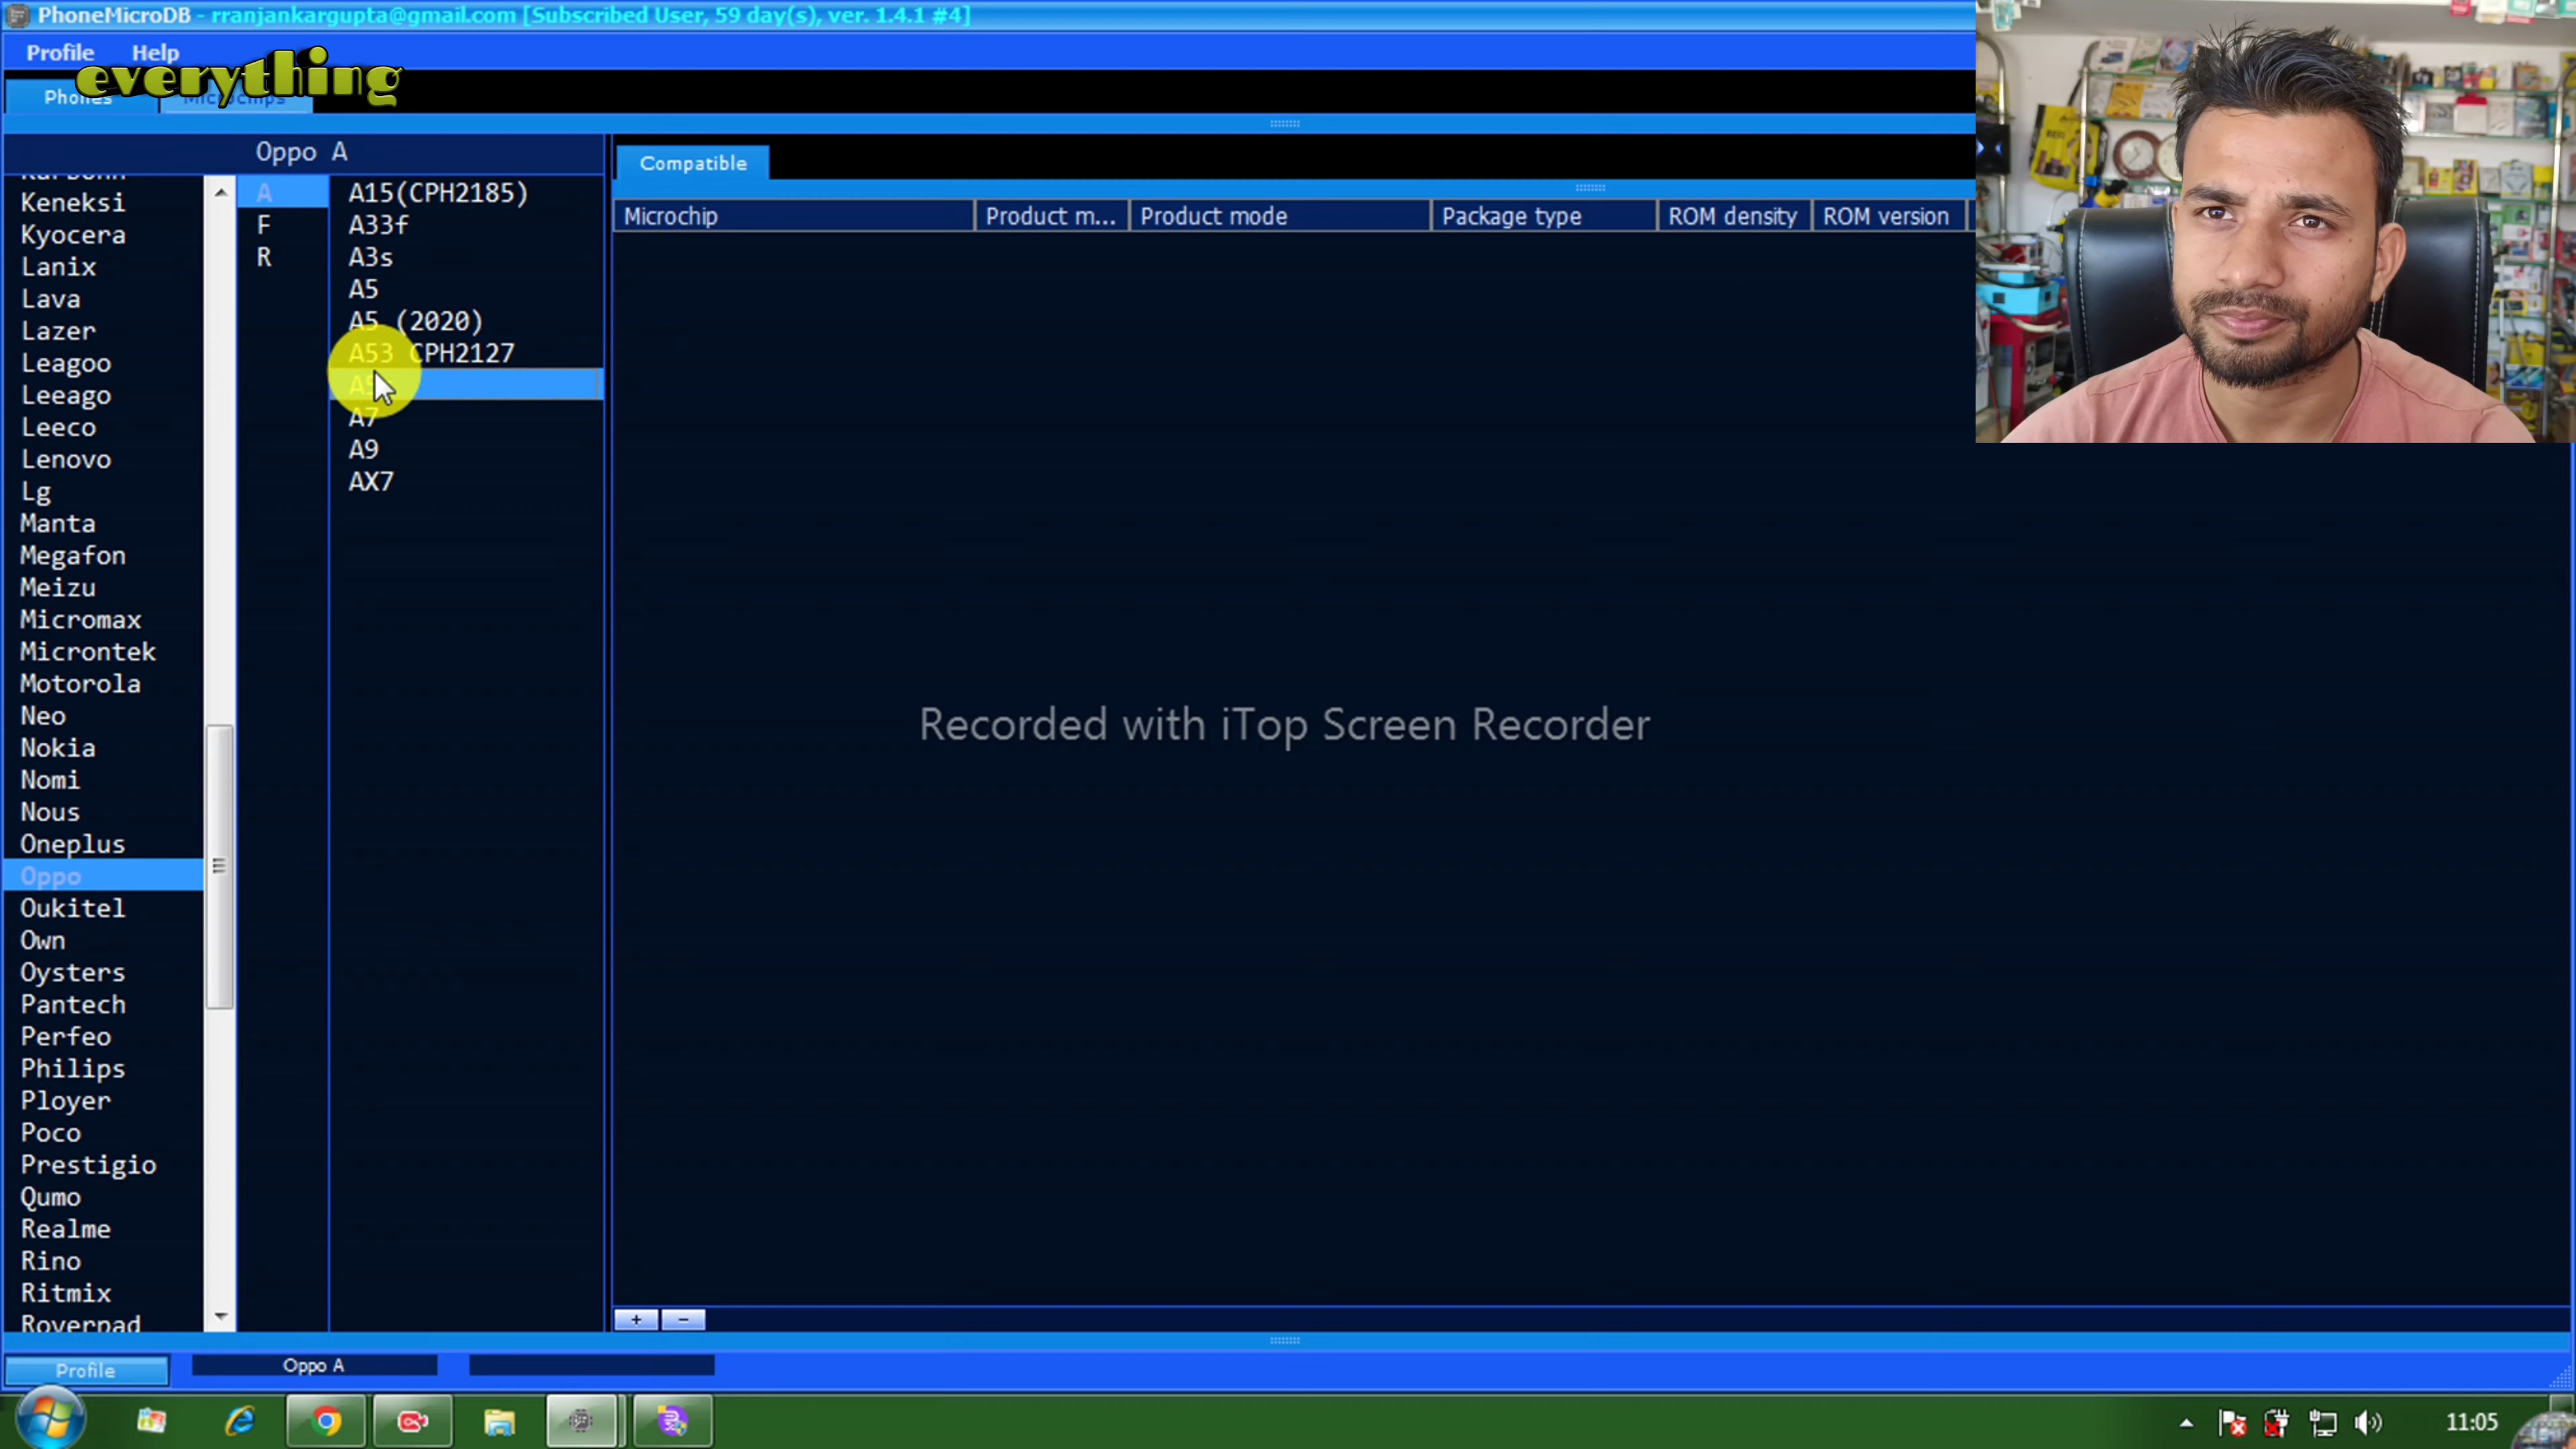 PhoneMicroDB - rranjankargupta@gmail.com [Subscribed User, 59 day(s), ver. 1.4.1 #4]
Profile Help
everything
Phones Microchips
Oppo A
Keneksi
Kyocera
Lanix
Lava
Lazer
Leagoo
Leeago
Leeco
Lenovo
Lg
Manta
Megafon
Meizu
Micromax
Microntek
Motorola
Neo
Nokia
Nomi
Nous
Oneplus
Oppo
Oukitel
Own
Oysters
Pantech
Perfeo
Philips
Ployer
Poco
Prestigio
Qumo
Realme
Rino
Ritmix
Roverpad
A
F
R
A15(CPH2185)
A33f
A3s
A5
A5 (2020)
A53 CPH2127
A7
A9
AX7
Compatible
Microchip Product m... Product mode Package type ROM density ROM version
Recorded with iTop Screen Recorder
+ -
Profile Oppo A
11:05